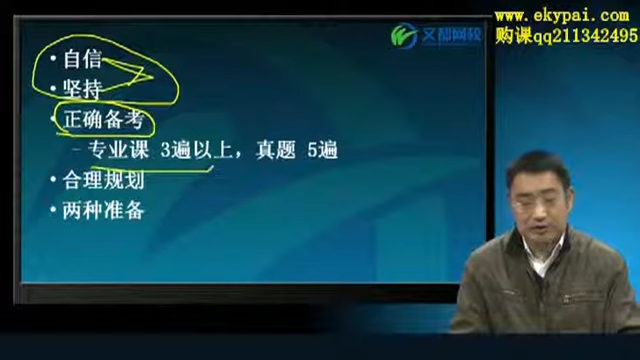 www.ekypai.com
购课qq211342495
文都网校
• 自信
• 坚持
• 正确备考
– 专业课 3遍以上，真题 5遍
• 合理规划
• 两种准备